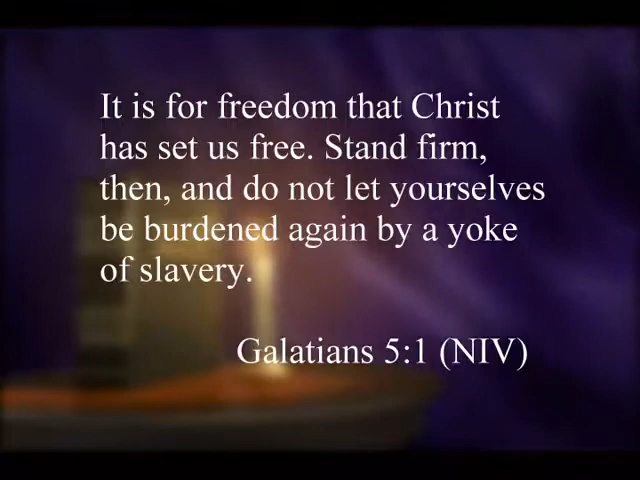 It is for freedom that Christ
has set us free. Stand firm,
then, and do not let yourselves
be burdened again by a yoke
of slavery.
Galatians 5:1 (NIV)